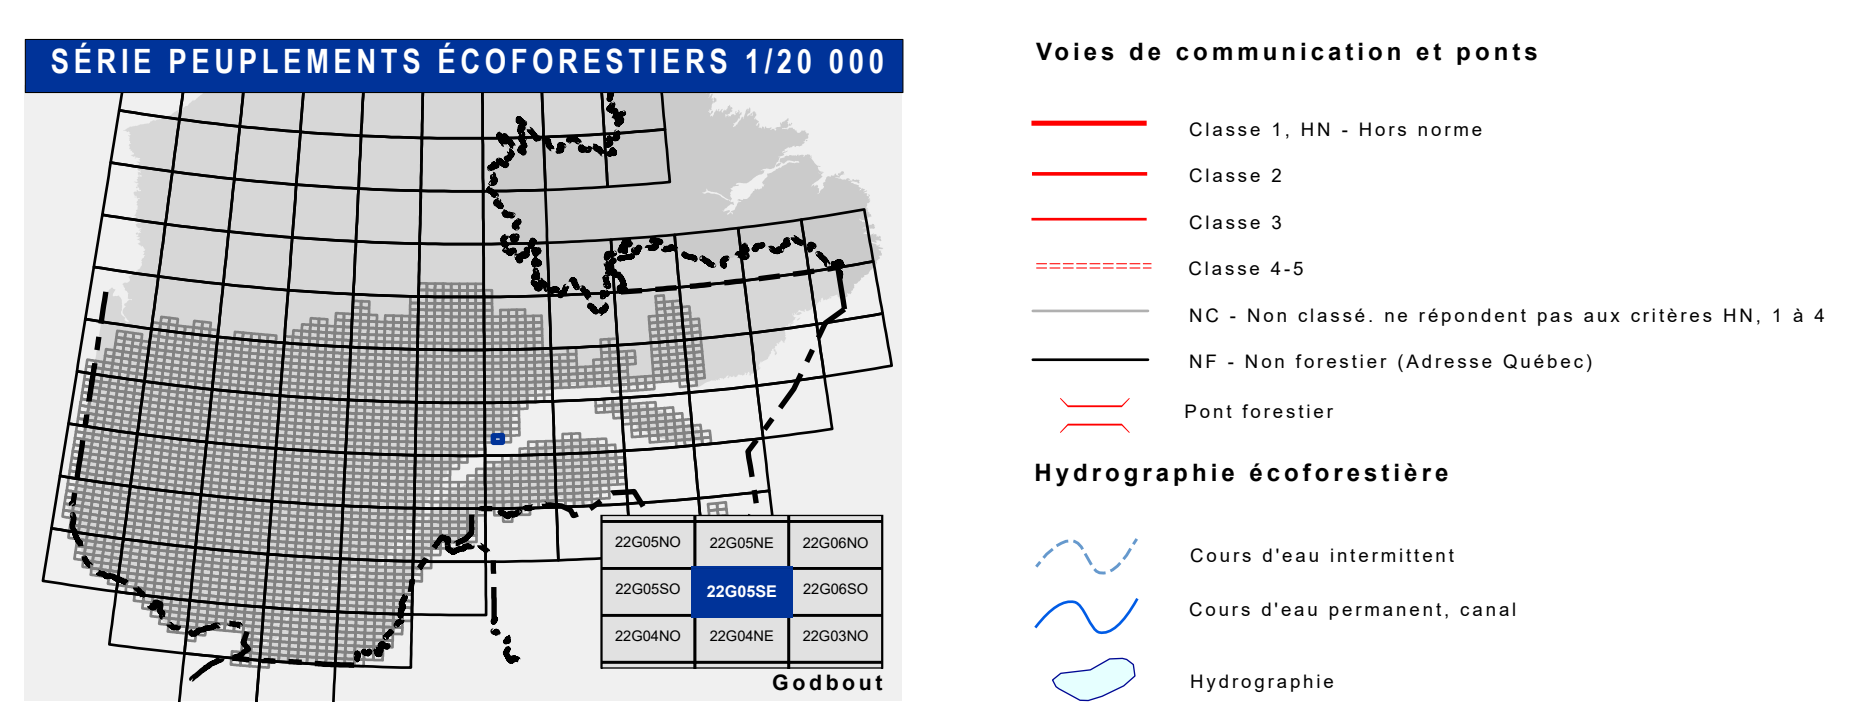 SÉRIE PEUPLEMENTS ÉCOFORESTIERS 1/20 000
22G05NO 22G05NE 22G06NO
22G05SO 22G05SE 22G06SO
22G04NO 22G04NE 22G03NO
Godbout
Voies de communication et ponts
Classe 1, HN - Hors norme
Classe 2
Classe 3
Classe 4-5
NC - Non classé. ne répondent pas aux critères HN, 1 à 4
NF - Non forestier (Adresse Québec)
Pont forestier
Hydrographie écoforestière
Cours d'eau intermittent
Cours d'eau permanent, canal
Hydrographie